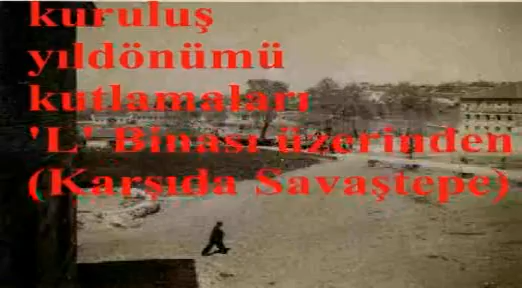 kuruluş
yıldönümü
kutlamaları
'L' Binası üzerinden
(Karşıda Savaştepe)